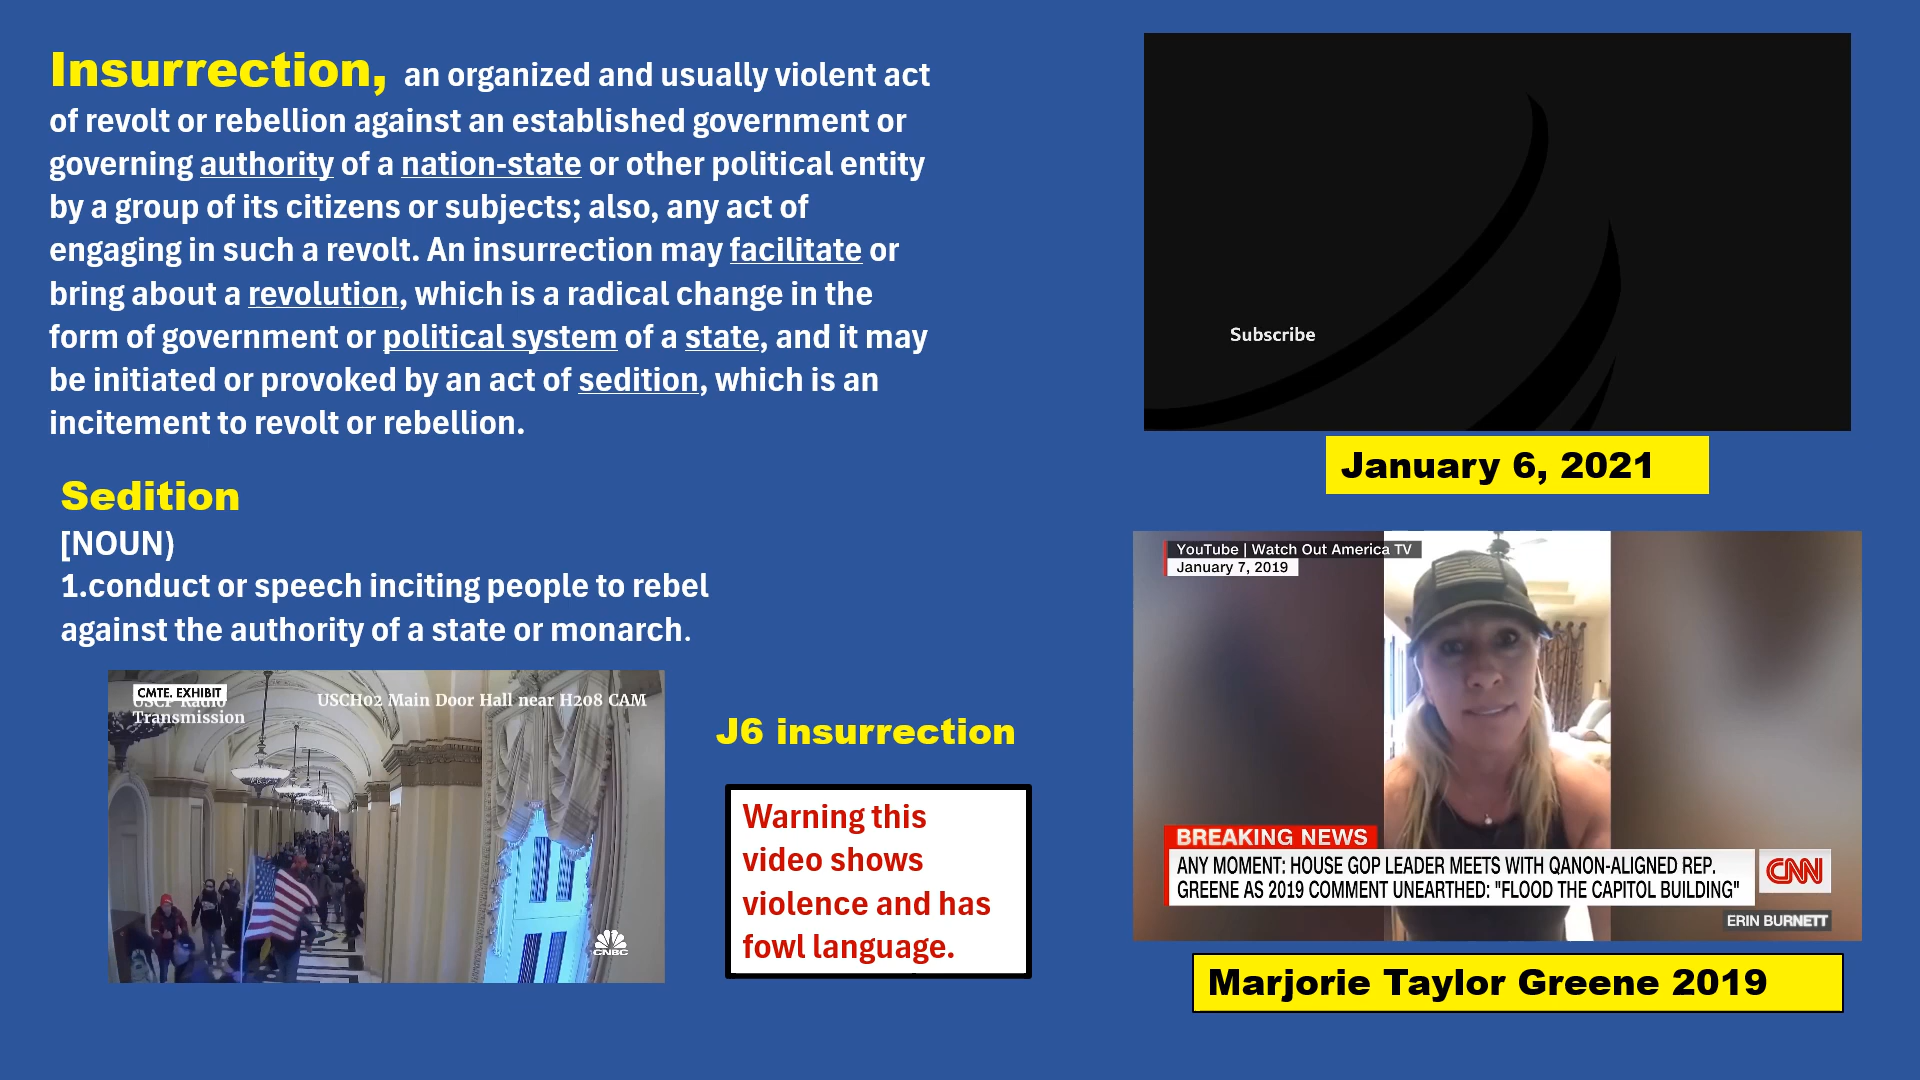 Insurrection, an organized and usually violent act
of revolt or rebellion against an established government or
governing authority of a nation-state or other political entity
by a group of its citizens or subjects; also, any act of
engaging in such a revolt. An insurrection may facilitate or
bring about a revolution, which is a radical change in the
form of government or political system of a state, and it may
be initiated or provoked by an act of sedition, which is an
incitement to revolt or rebellion.
Sedition
[NOUN)
1.conduct or speech inciting people to rebel
against the authority of a state or monarch.
CMTE. EXHIBIT
USCP Radio
Transmission
USCH02 Main Door Hall near H208 CAM
CNBC
J6 insurrection
Warning this
video shows
violence and has
fowl language.
Subscribe
January 6, 2021
YouTube | Watch Out America TV
January 7, 2019
BREAKING NEWS
ANY MOMENT: HOUSE GOP LEADER MEETS WITH QANON-ALIGNED REP.
GREENE AS 2019 COMMENT UNEARTHED: "FLOOD THE CAPITOL BUILDING"
CNN
ERIN BURNETT
Marjorie Taylor Greene 2019